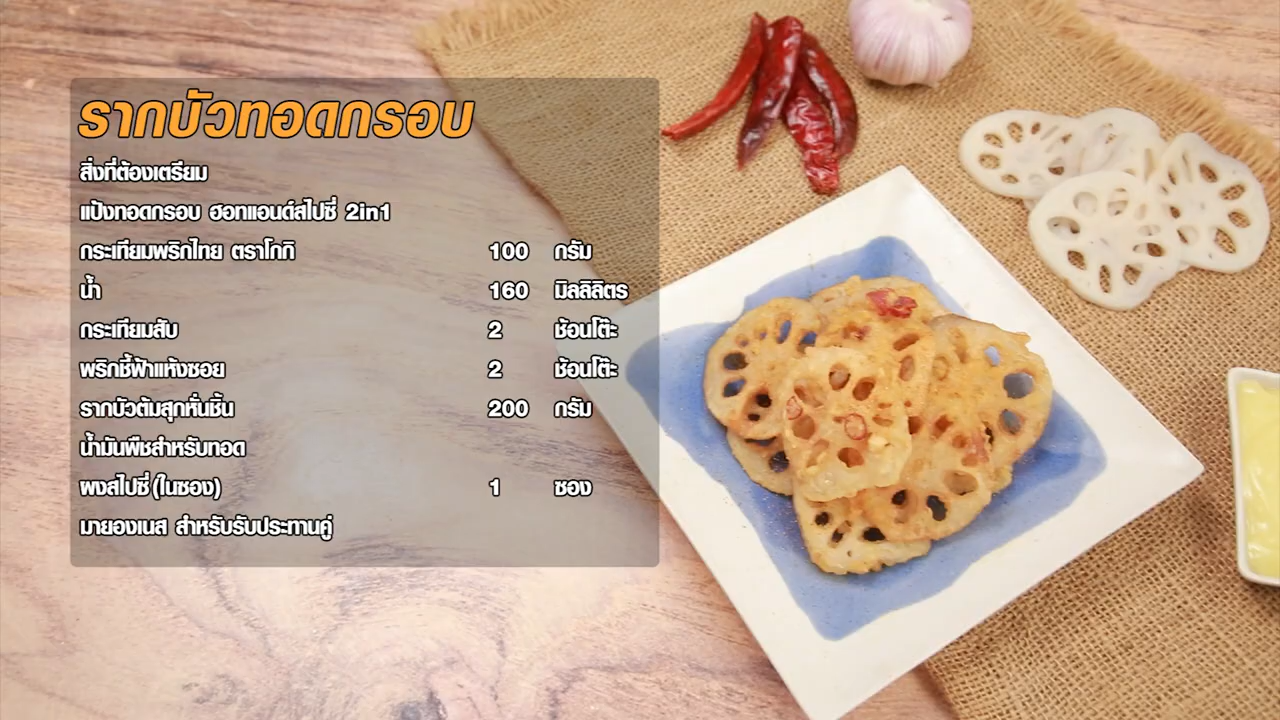 รากบัวทอดกรอบ
สิ่งที่ต้องเตรียม
แป้งทอดกรอบ ฮอทแอนด์สไปซี่ 2in1
กระเทียมพริกไทย ตราโกกิ 100 กรัม
น้ำ 160 มิลลิลิตร
กระเทียมสับ 2 ช้อนโต๊ะ
พริกชี้ฟ้าแห้งซอย 2 ช้อนโต๊ะ
รากบัวต้มสุกหั่นชิ้น 200 กรัม
น้ำมันพืชสำหรับทอด
ผงสไปซี่ (ในซอง) 1 ซอง
มายองเนส สำหรับรับประทานคู่